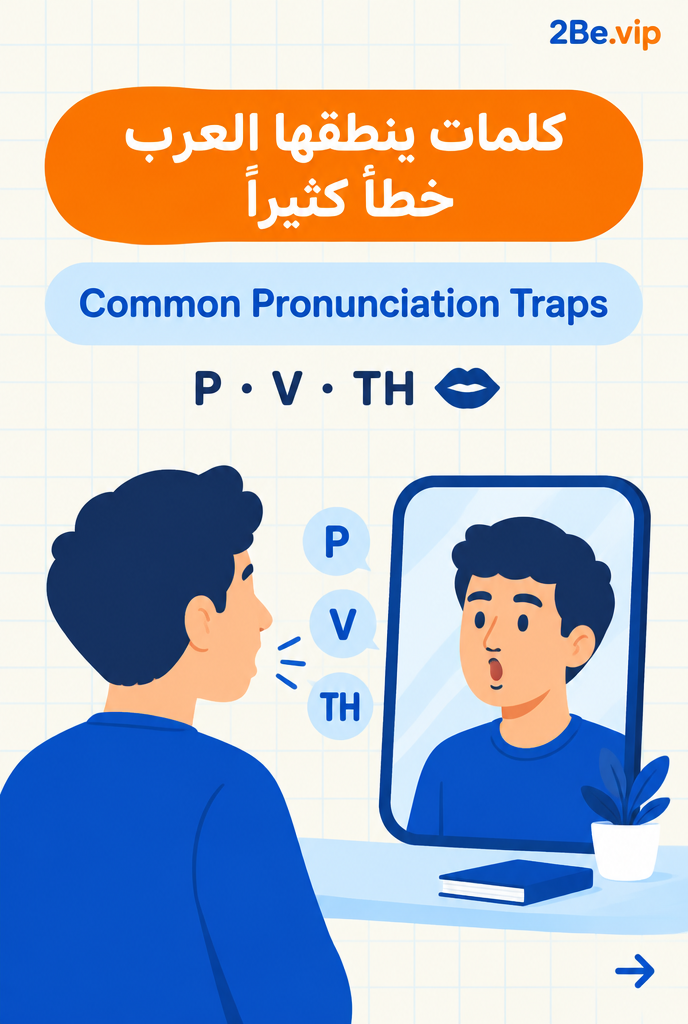 2Be.vip
كلمات ينطقها العرب
خطأ كثيراً
Common Pronunciation Traps
P · V · TH
P
V
TH